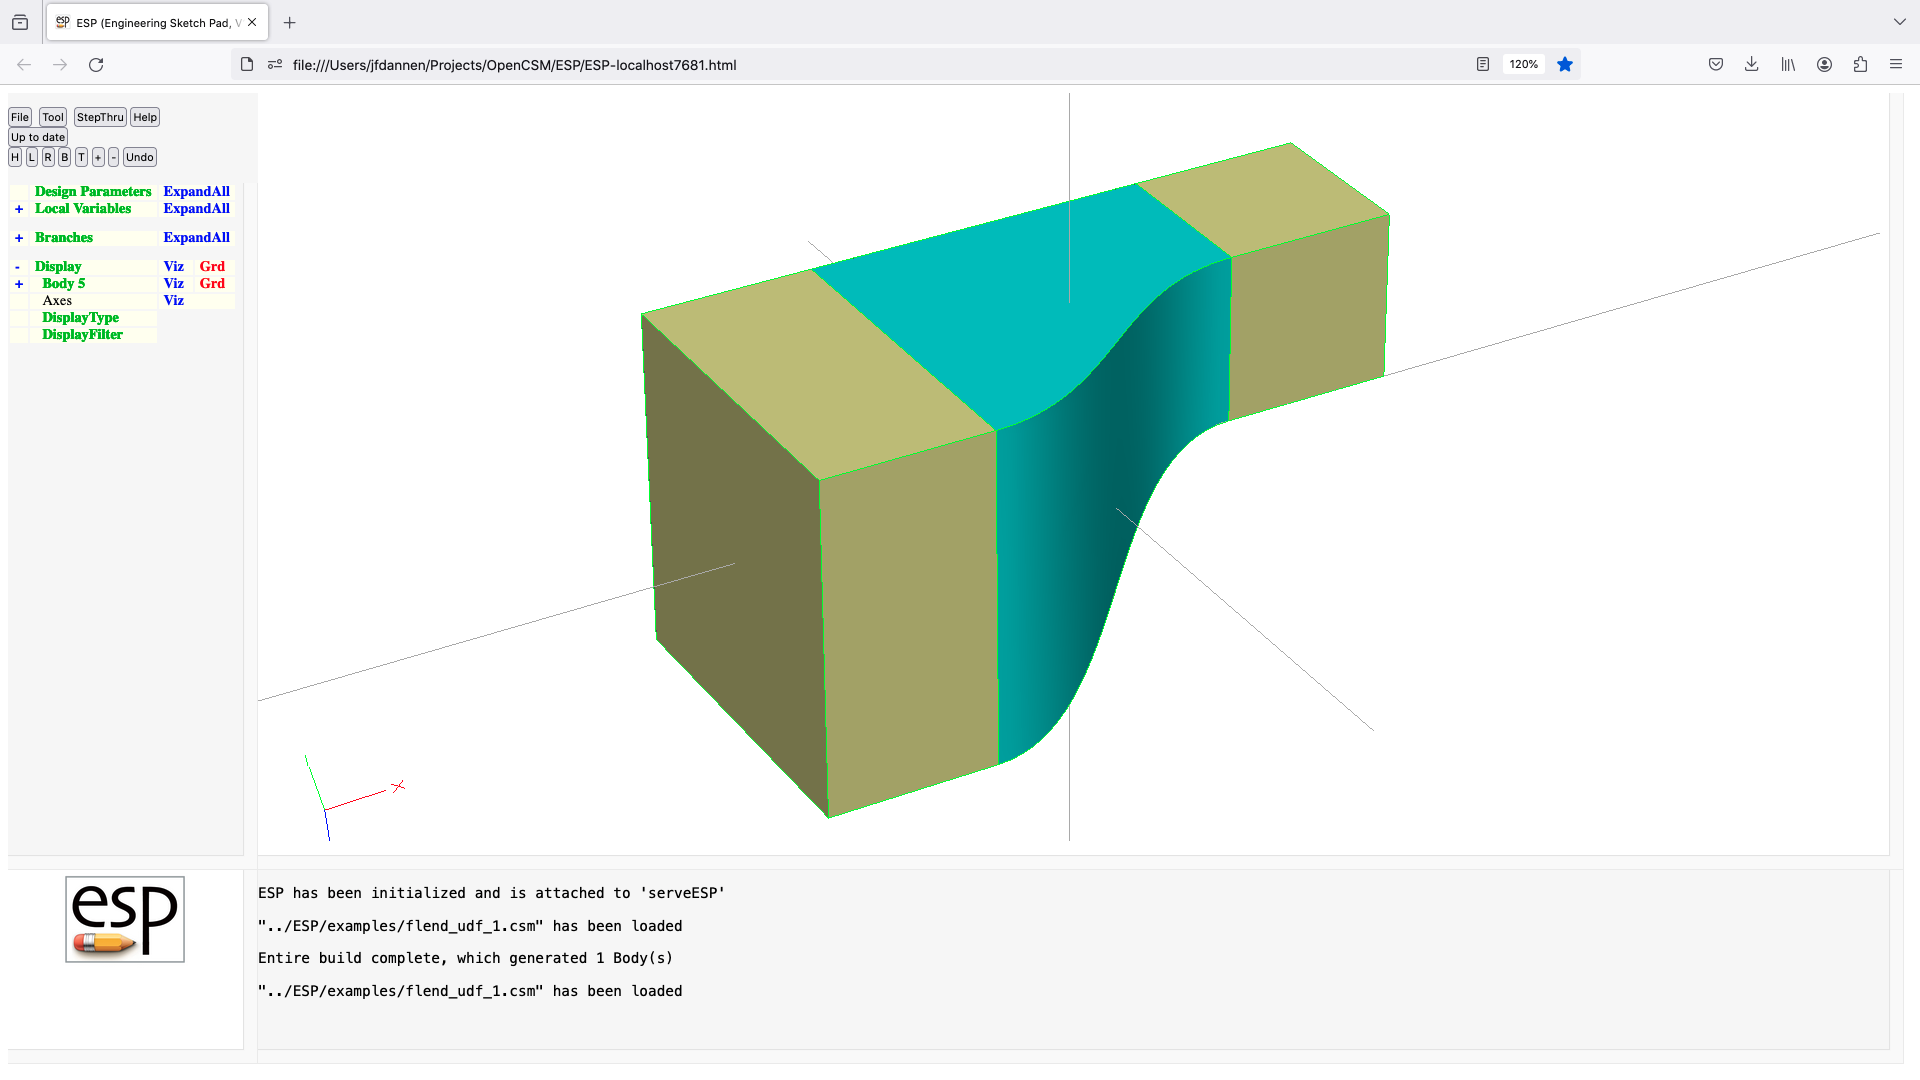 ESP (Engineering Sketch Pad, V
file:///Users/jfdannen/Projects/OpenCSM/ESP/ESP-localhost7681.html
120%
File Tool StepThru Help
Up to date
H L R B T + - Undo
Design Parameters ExpandAll
+ Local Variables ExpandAll
+ Branches ExpandAll
- Display Viz Grd
+ Body 5 Viz Grd
Axes Viz
DisplayType
DisplayFilter
X
esp
ESP has been initialized and is attached to 'serveESP'
"../ESP/examples/flend_udf_1.csm" has been loaded
Entire build complete, which generated 1 Body(s)
"../ESP/examples/flend_udf_1.csm" has been loaded